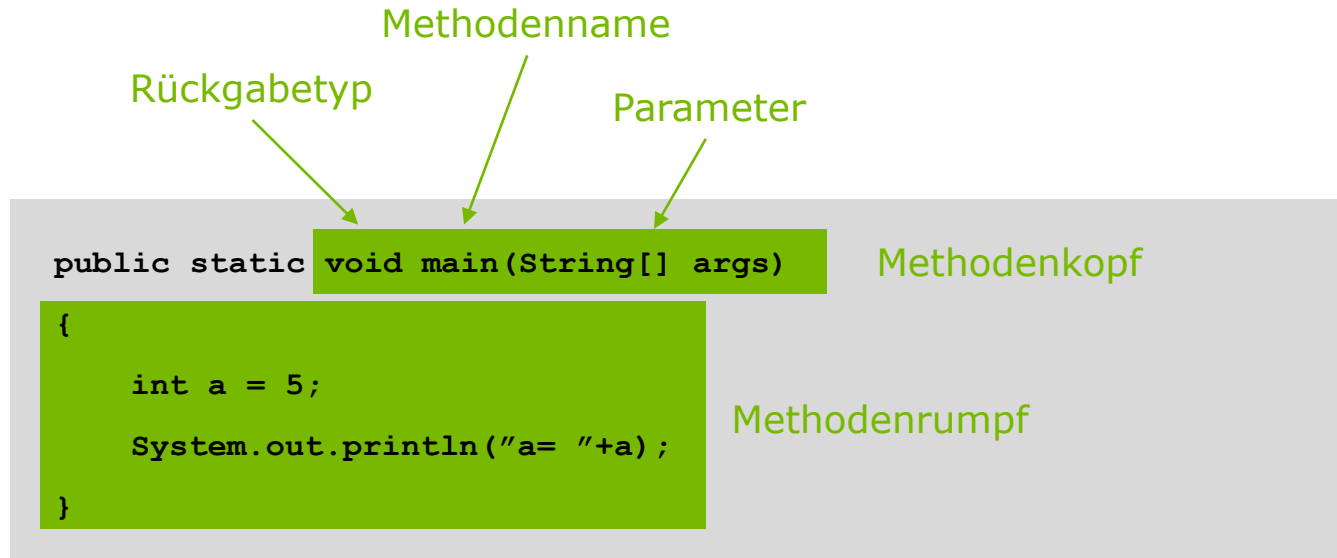 Methodenname
Rückgabetyp
Parameter
public static void main(String[] args)
Methodenkopf
{
int a = 5;
System.out.println(”a= ”+a);
Methodenrumpf
}